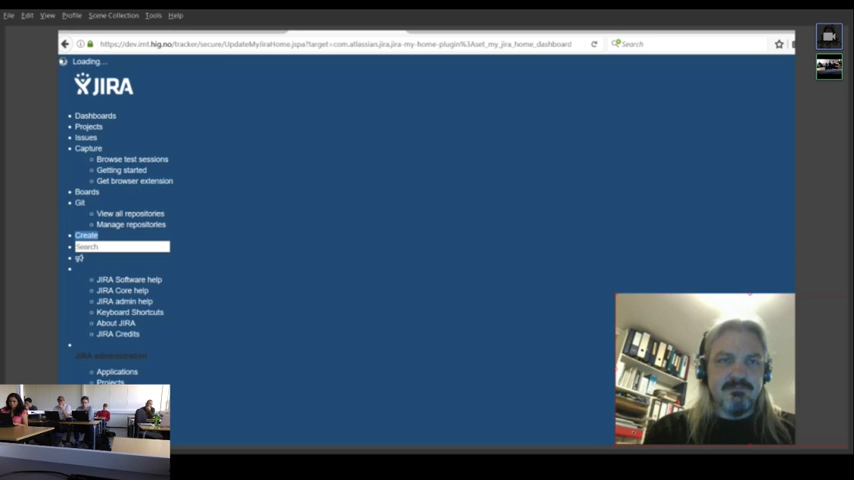 File Edit View Profile Scene Collection Tools Help
https://dev.imt.hig.no/tracker/secure/UpdateMyJiraHome.jspa?target=com.atlassian.jira.jira-my-home-plugin%3Aset_my_jira_home_dashboard Search
Loading...
JIRA
Dashboards
Projects
Issues
Capture
Browse test sessions
Getting started
Get browser extension
Boards
Git
View all repositories
Manage repositories
Create
Search
JIRA Software help
JIRA Core help
JIRA admin help
Keyboard Shortcuts
About JIRA
JIRA Credits
JIRA administration
Applications
Projects